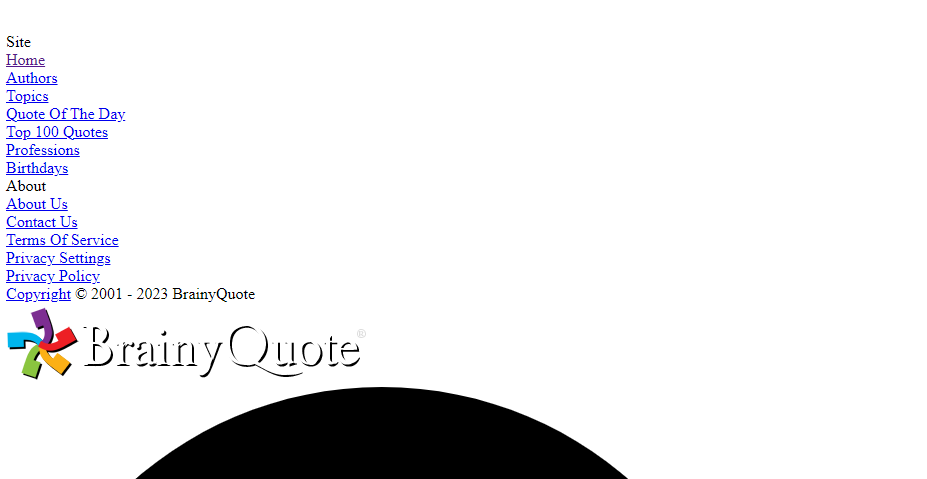 Site
Home
Authors
Topics
Quote Of The Day
Top 100 Quotes
Professions
Birthdays
About
About Us
Contact Us
Terms Of Service
Privacy Settings
Privacy Policy
Copyright © 2001 - 2023 BrainyQuote
BrainyQuote®